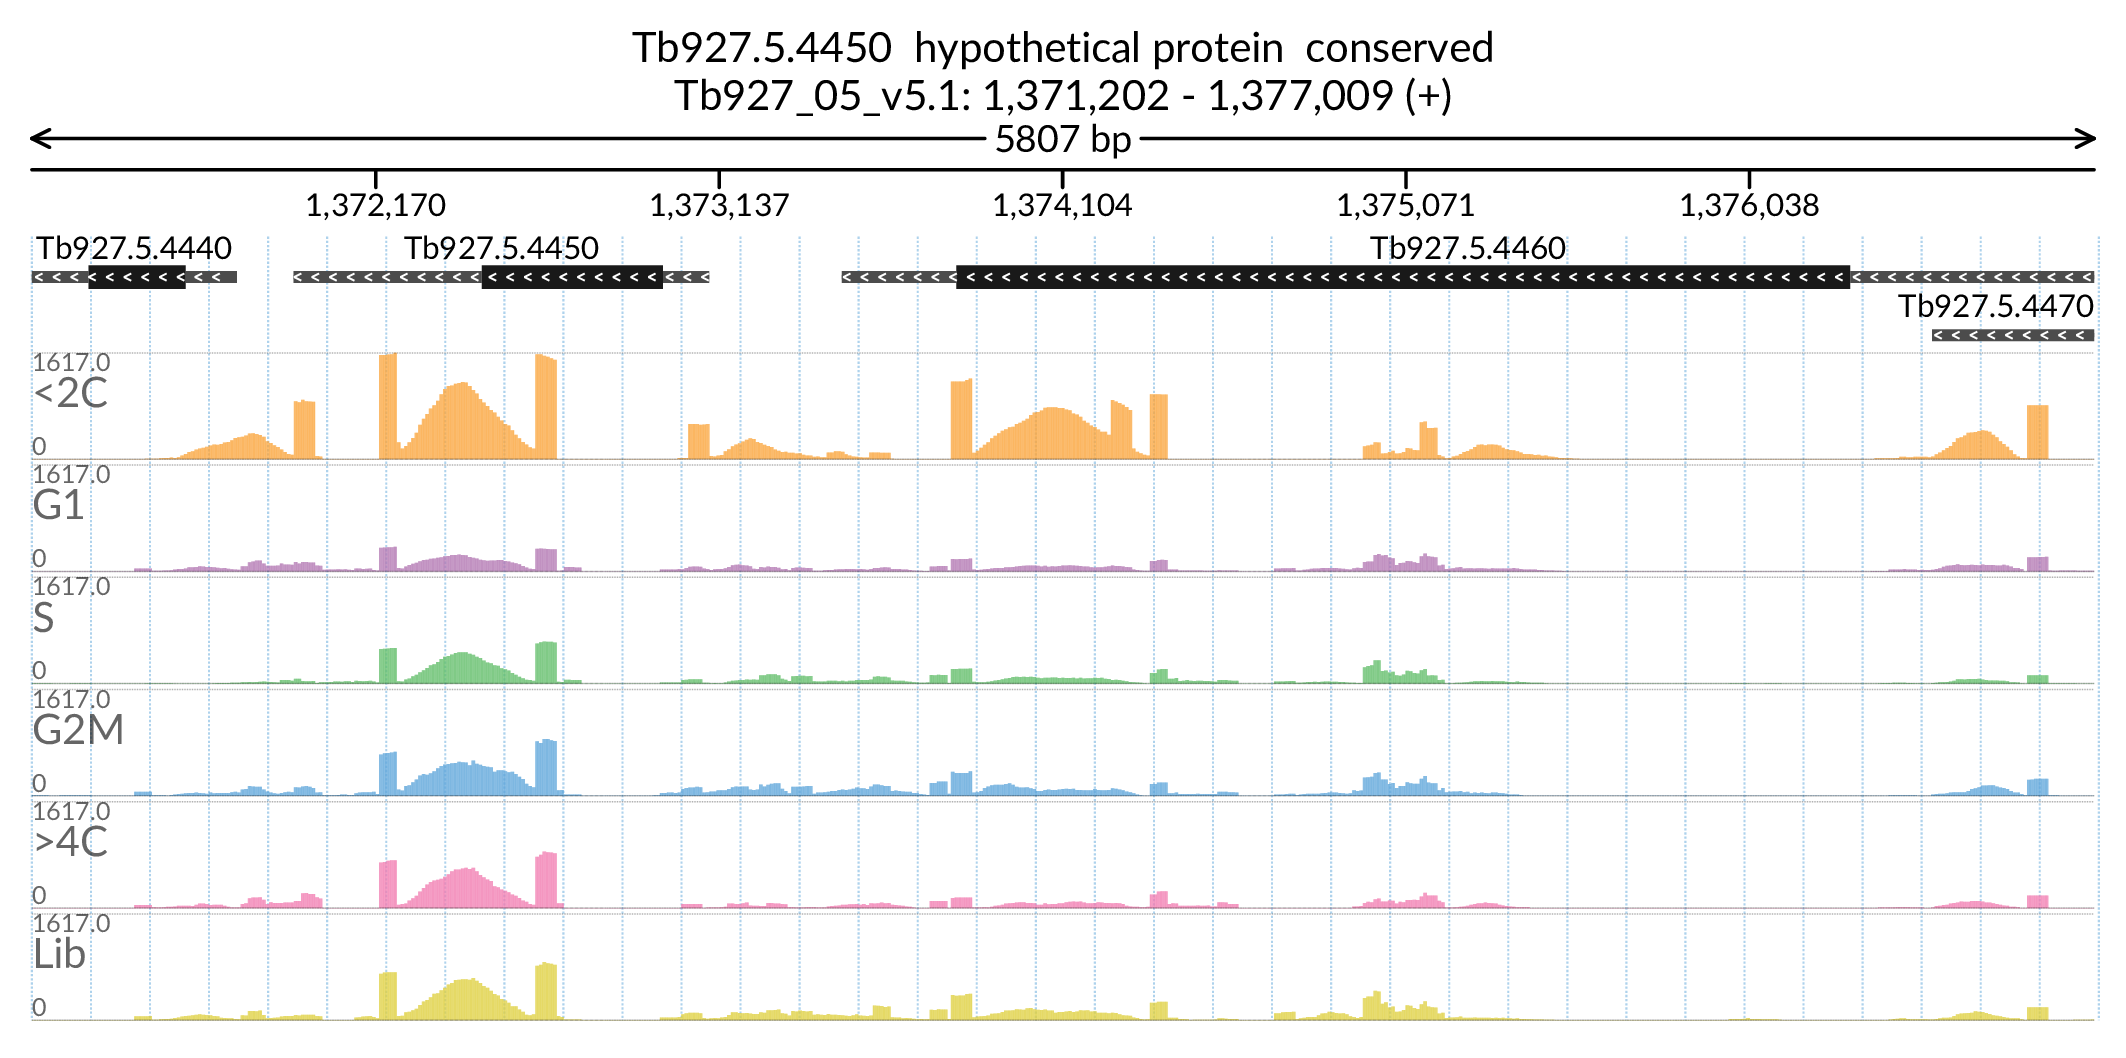 Tb927.5.4450  hypothetical protein  conserved
Tb927_05_v5.1: 1,371,202 - 1,377,009 (+)
5807 bp
1,372,170 1,373,137 1,374,104 1,375,071 1,376,038
Tb927.5.4440 Tb927.5.4450 Tb927.5.4460
Tb927.5.4470
1617.0
<2C
0
1617.0
G1
0
1617.0
S
0
1617.0
G2M
0
1617.0
>4C
0
1617.0
Lib
0